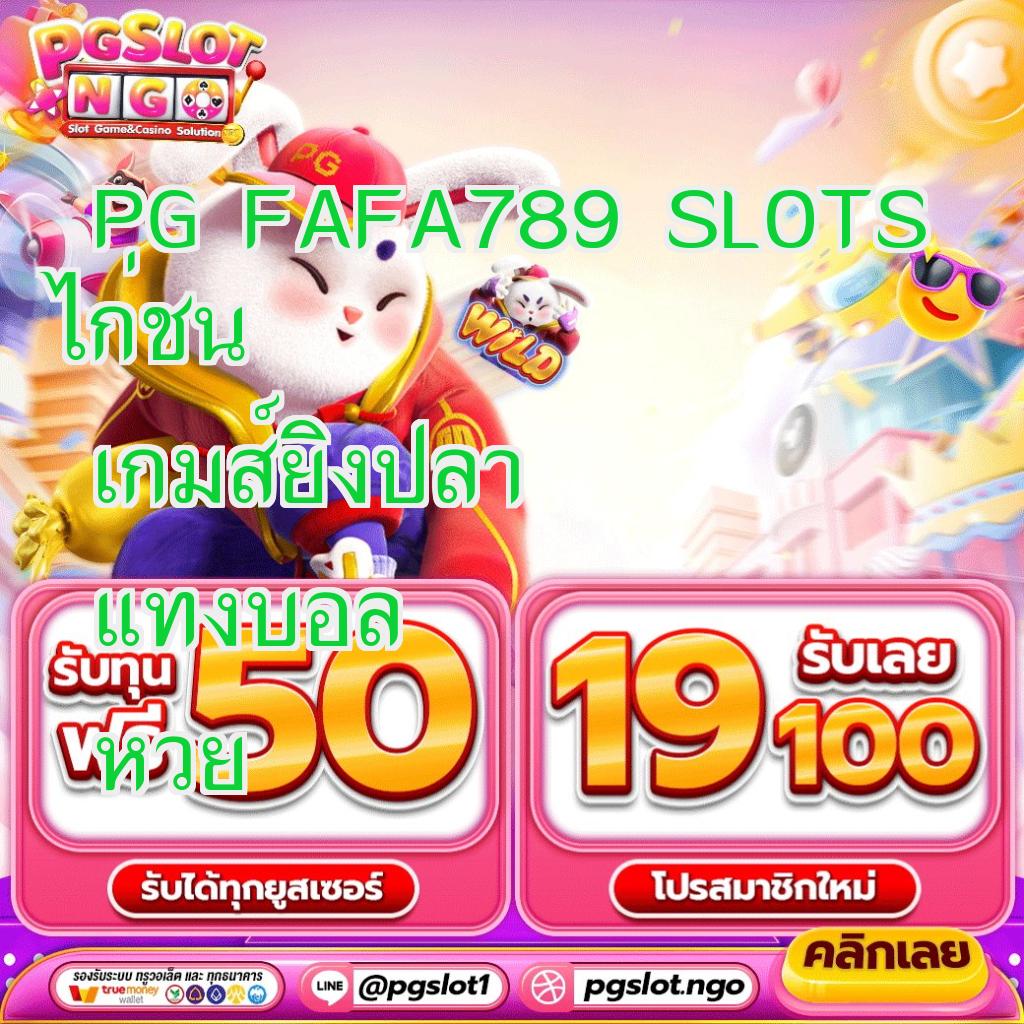 PGSLOT
NGO
Slot Game&Casino Solution
PG
PG FAFA789 SLOTS
ไก่ชน
WILD
เกมส์ยิงปลา
แทงบอล
รับทุน
ฟรี
50
หวย
19
รับเลย
100
รับได้ทุกยูสเซอร์
โปรสมาชิกใหม่
คลิกเลย
รองรับระบบ ทรูวอเล็ต และ ทุกธนาคาร
truemoney
wallet
LINE
@pgslot1
pgslot.ngo